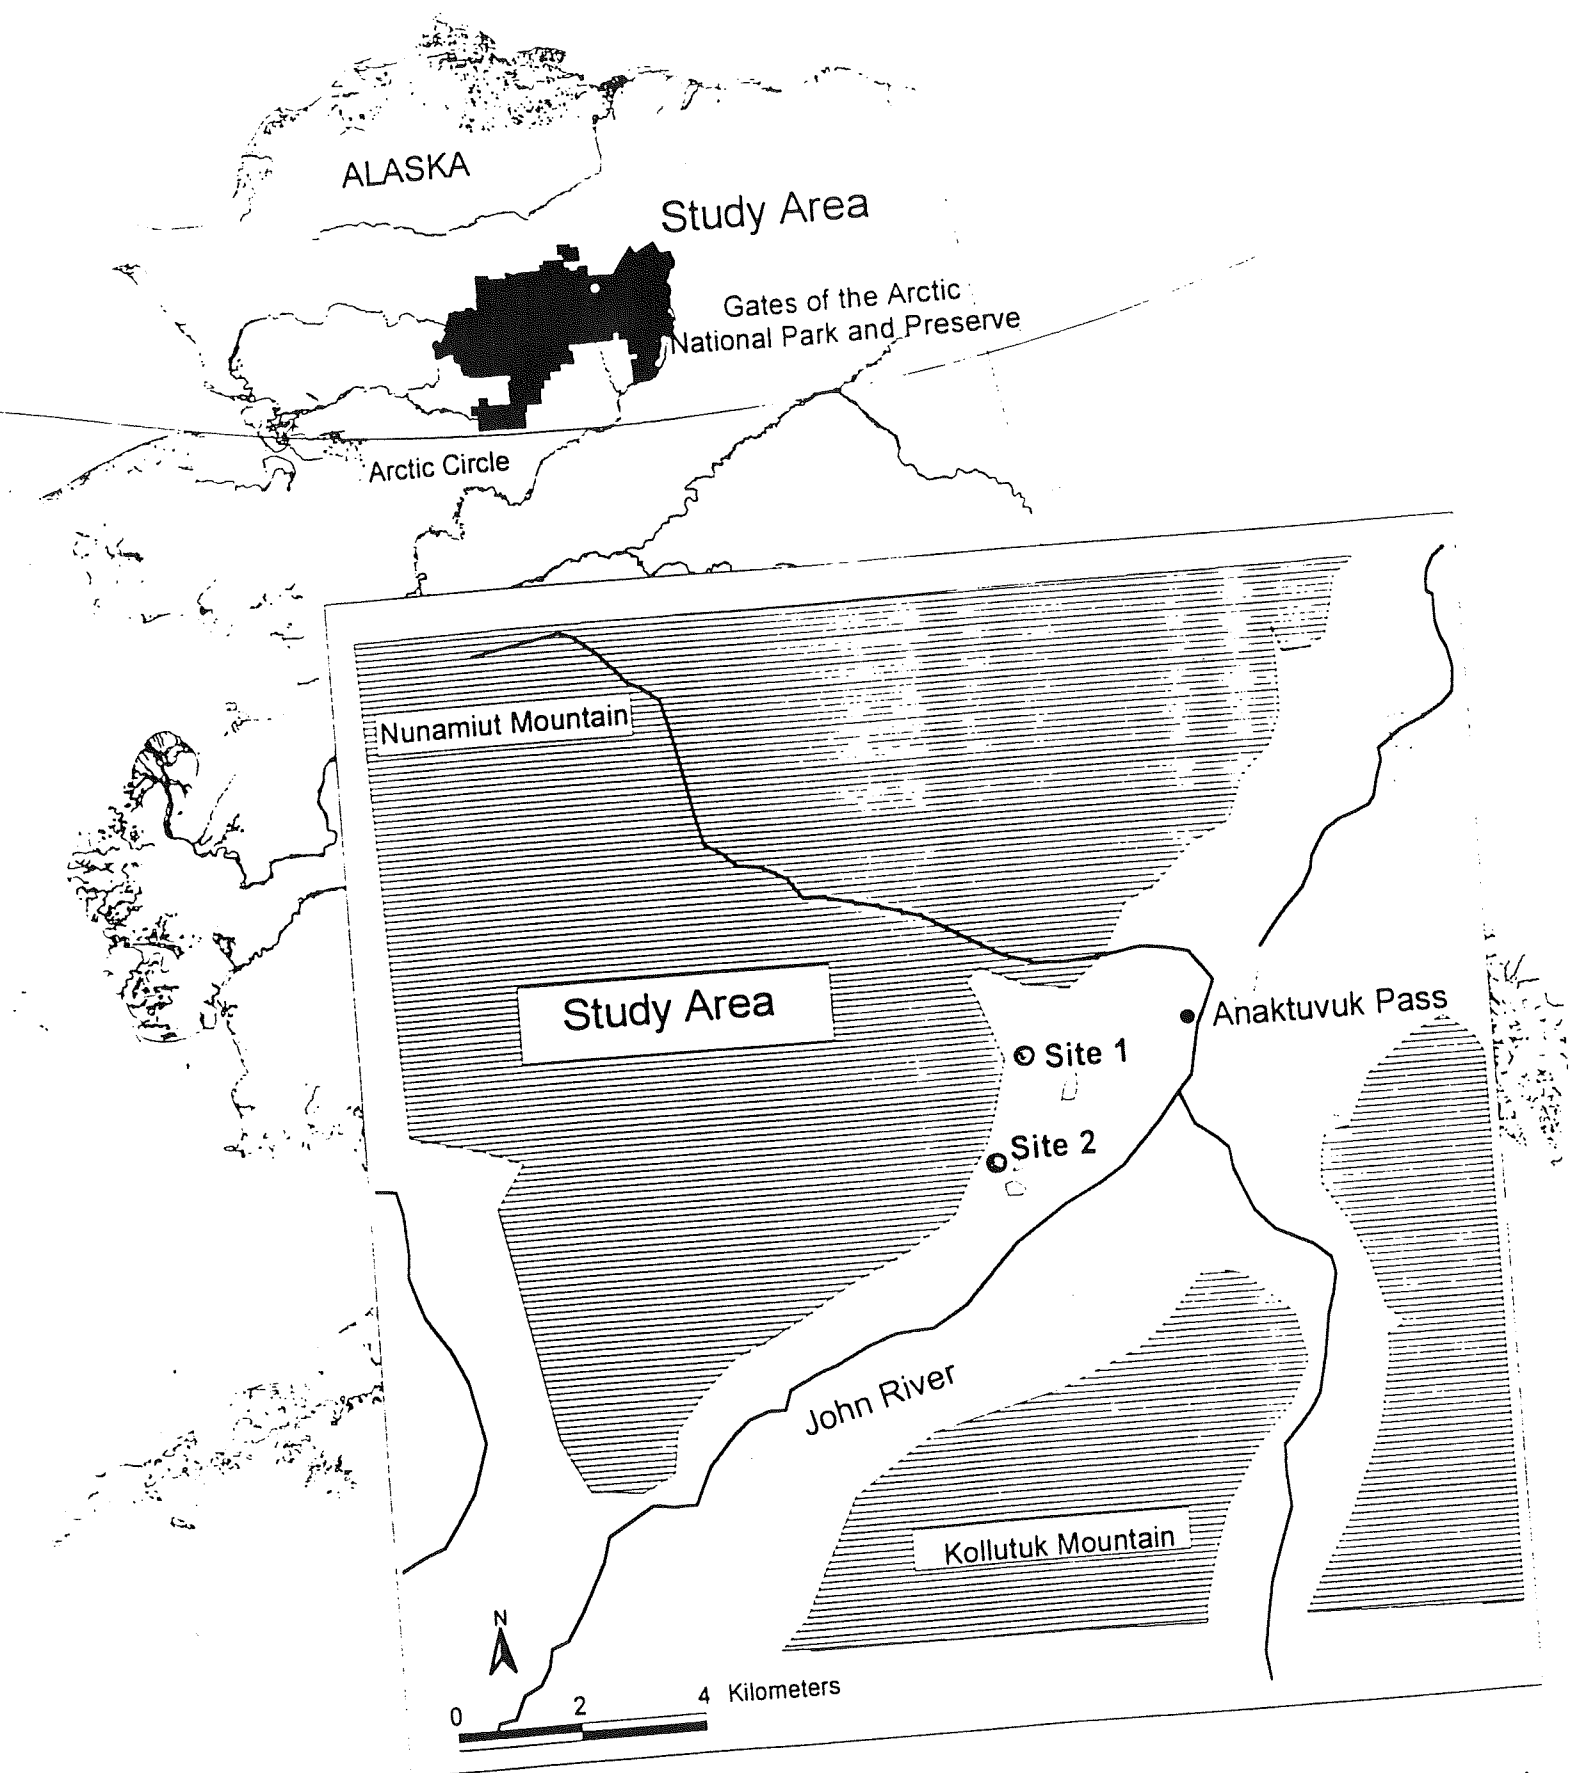 ALASKA
Study Area
Gates of the Arctic
National Park and Preserve
Arctic Circle
Nunamiut Mountain
Study Area
Anaktuvuk Pass
Site 1
Site 2
John River
Kollutuk Mountain
N
0 2 4 Kilometers